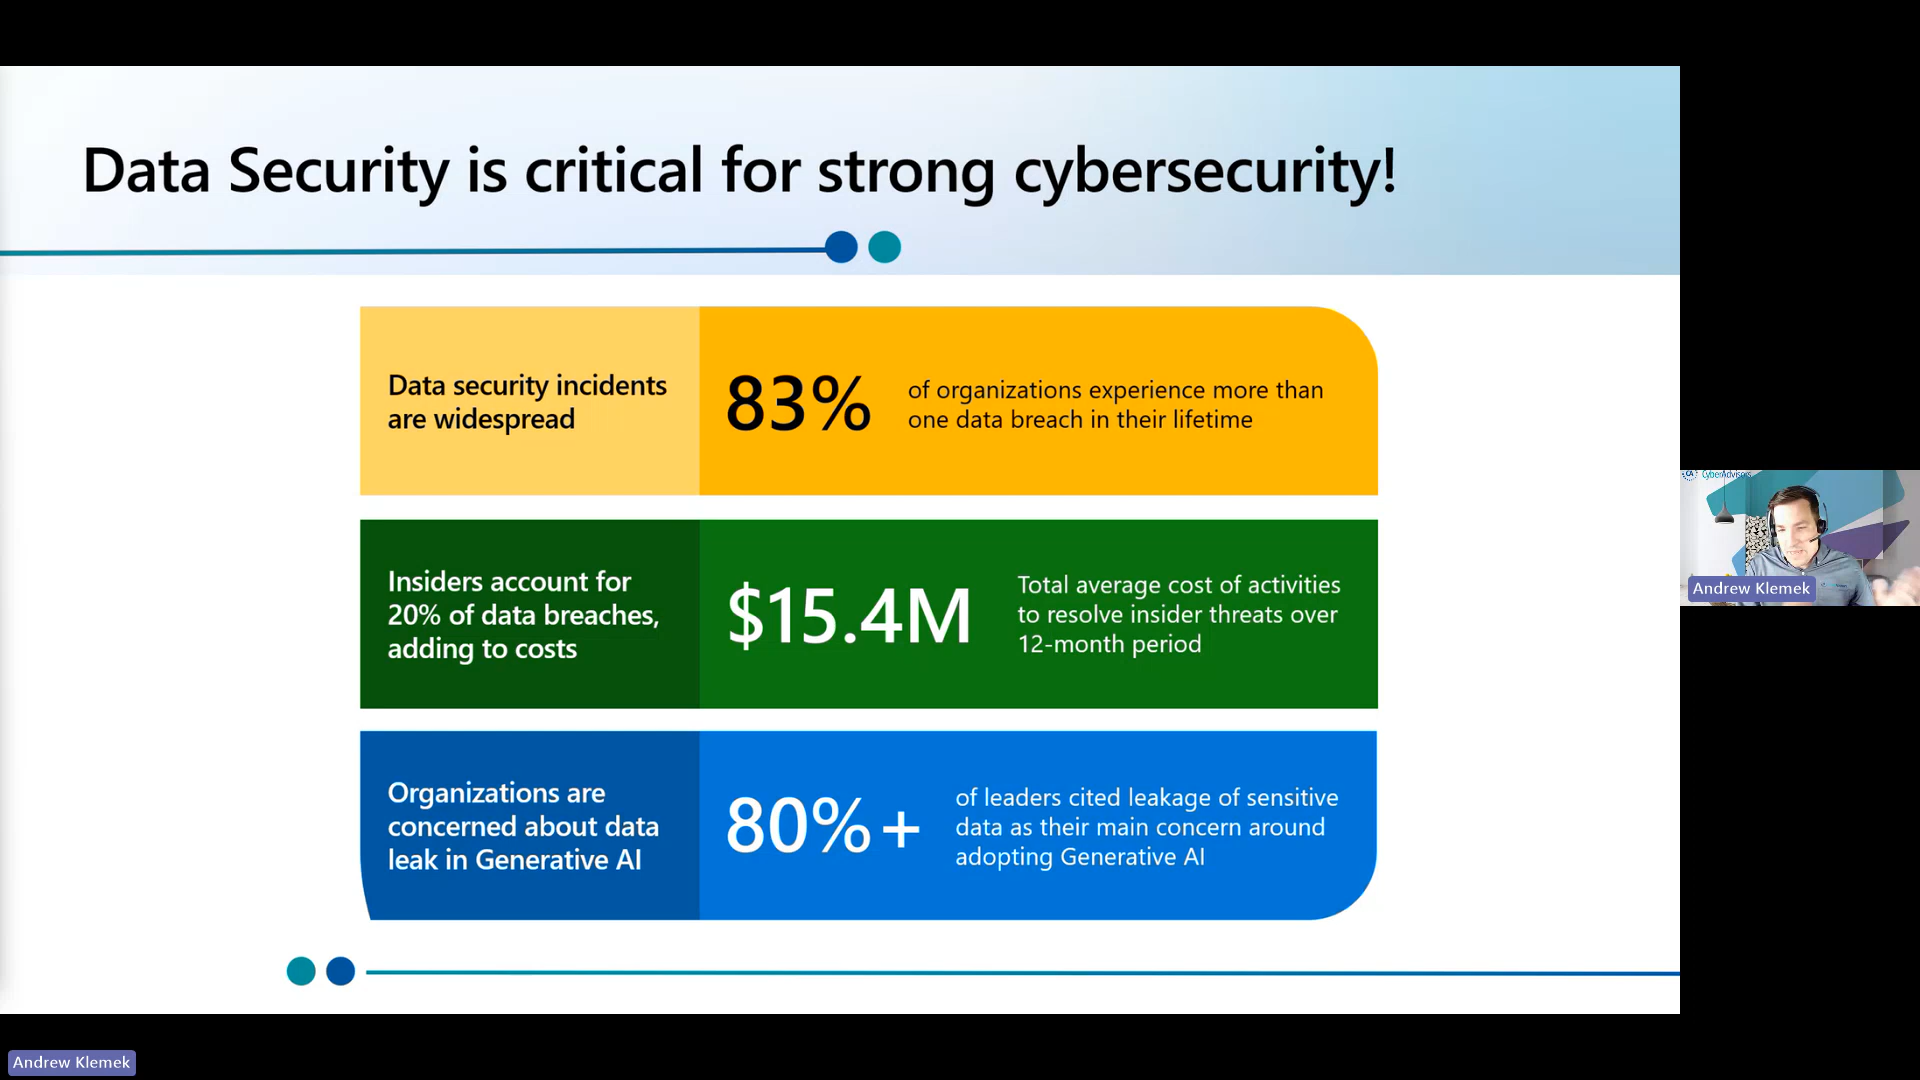 Data Security is critical for strong cybersecurity!
Data security incidents
are widespread
83%
of organizations experience more than
one data breach in their lifetime
Insiders account for
20% of data breaches,
adding to costs
$15.4M
Total average cost of activities
to resolve insider threats over
12-month period
Organizations are
concerned about data
leak in Generative AI
80%+
of leaders cited leakage of sensitive
data as their main concern around
adopting Generative AI
CA CyberAdvisors
Andrew Klemek
Andrew Klemek